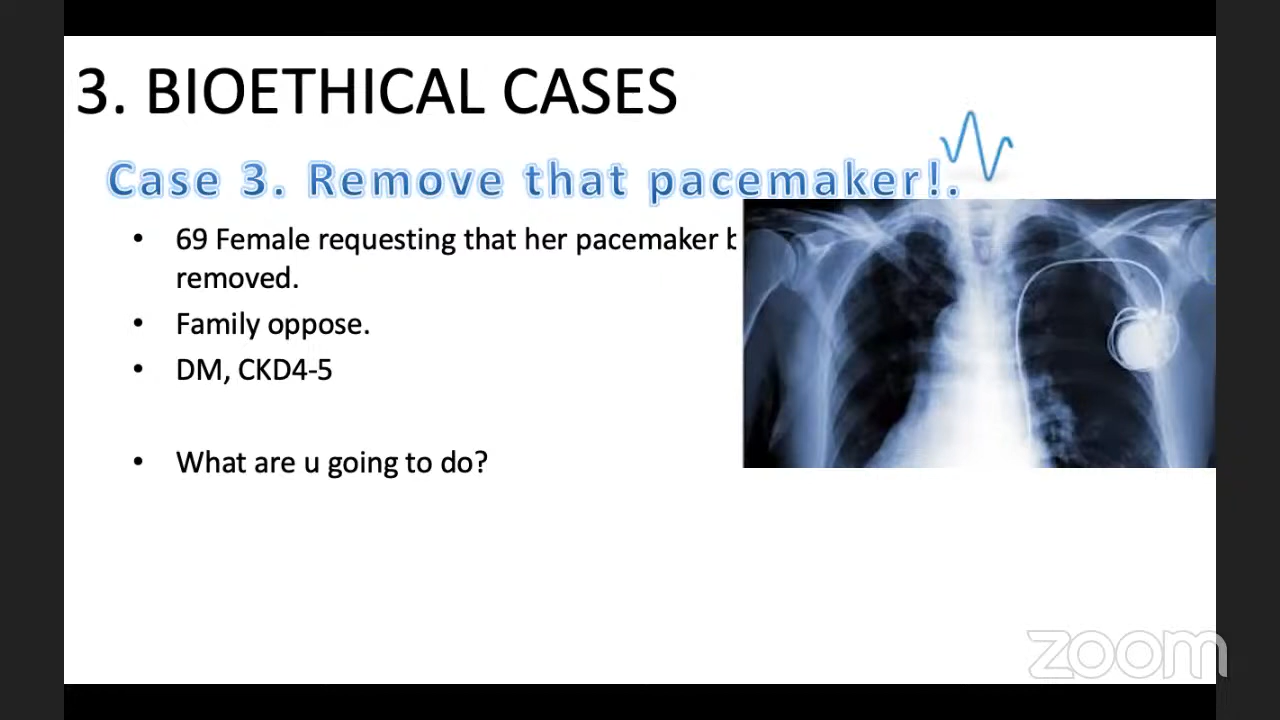 3. BIOETHICAL CASES
Case 3. Remove that pacemaker!.
• 69 Female requesting that her pacemaker
removed.
• Family oppose.
• DM, CKD4-5
• What are u going to do?
zoom